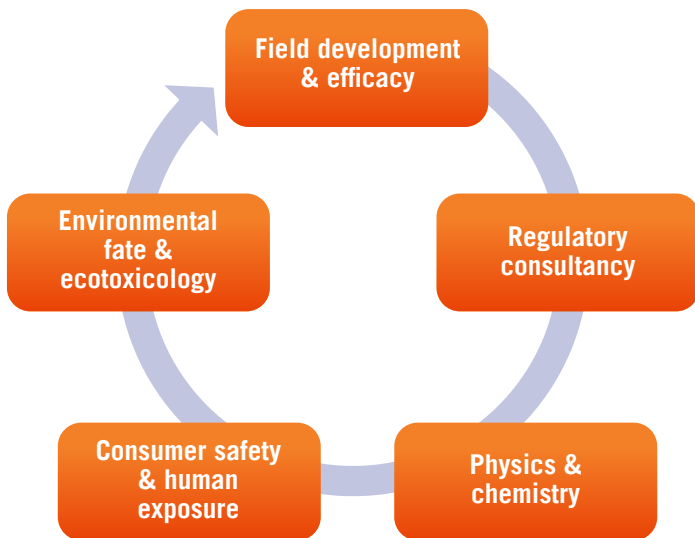 Field development
& efficacy
Regulatory
consultancy
Physics &
chemistry
Consumer safety
& human
exposure
Environmental
fate &
ecotoxicology